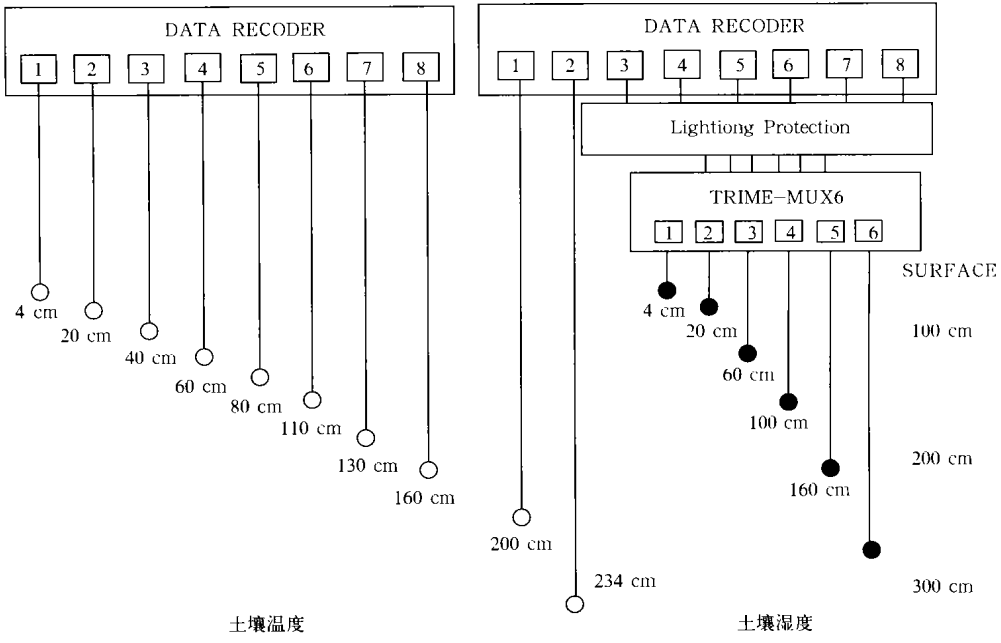 DATA RECODER
1 2 3 4 5 6 7 8
4 cm
20 cm
40 cm
60 cm
80 cm
110 cm
130 cm
160 cm
土壤温度
DATA RECODER
1 2 3 4 5 6 7 8
Lightiong Protection
TRIME-MUX6
1 2 3 4 5 6
SURFACE
4 cm
20 cm
100 cm
60 cm
100 cm
200 cm
160 cm
200 cm
234 cm
300 cm
土壤湿度